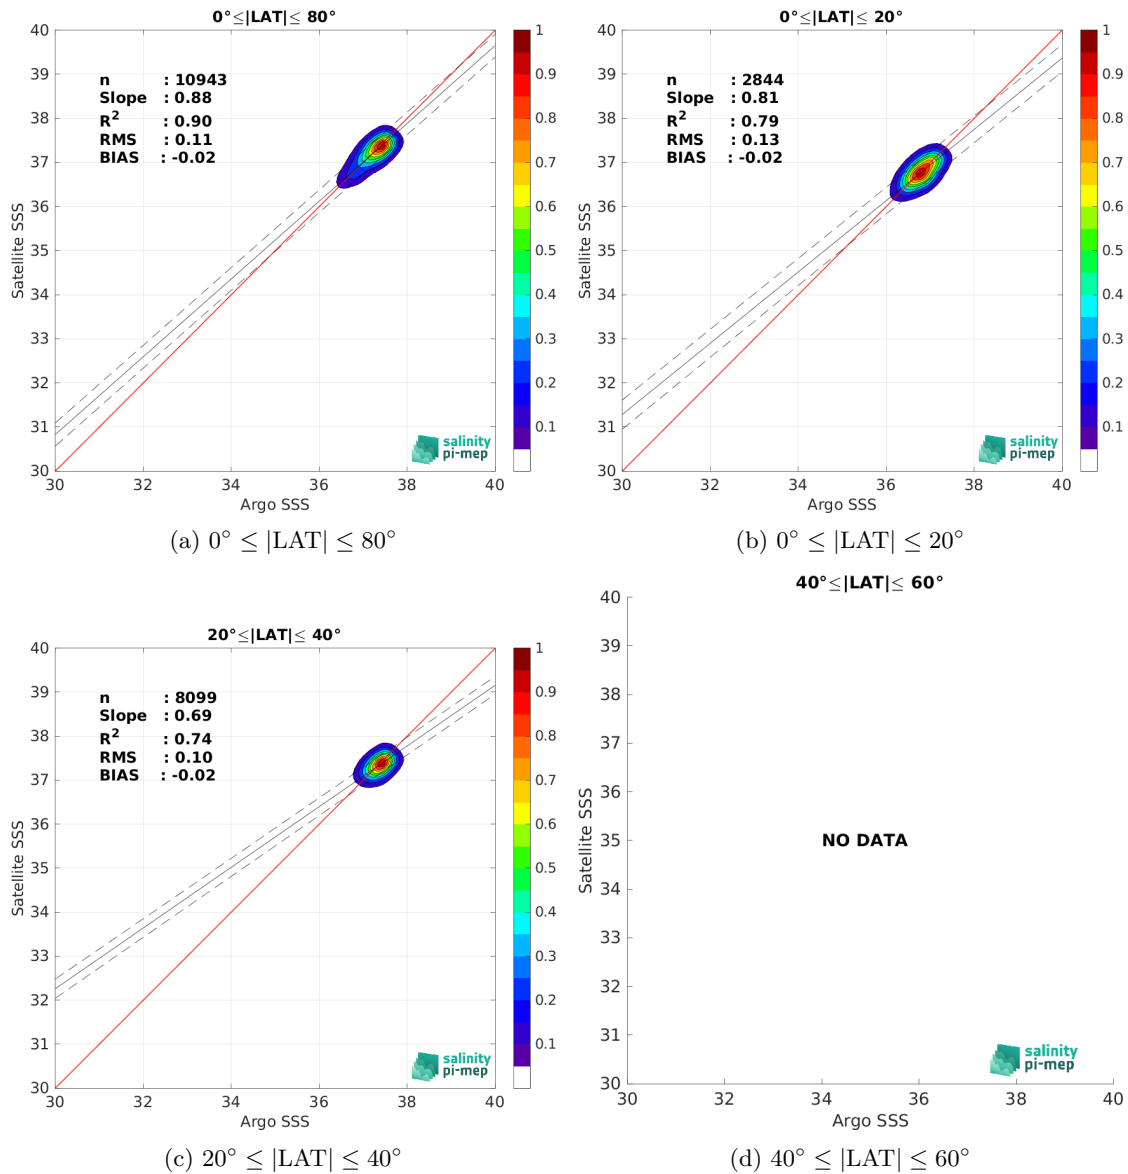 0°≤|LAT|≤ 80°
40
39
38
37
36
35
34
33
32
31
30
Satellite SSS
n : 10943
Slope : 0.88
R² : 0.90
RMS : 0.11
BIAS : -0.02
salinity
pi-mep
30 32 34 36 38 40
Argo SSS
1
0.9
0.8
0.7
0.6
0.5
0.4
0.3
0.2
0.1
(a) 0° ≤ |LAT| ≤ 80°
0°≤|LAT|≤ 20°
40
39
38
37
36
35
34
33
32
31
30
Satellite SSS
n : 2844
Slope : 0.81
R² : 0.79
RMS : 0.13
BIAS : -0.02
salinity
pi-mep
30 32 34 36 38 40
Argo SSS
1
0.9
0.8
0.7
0.6
0.5
0.4
0.3
0.2
0.1
(b) 0° ≤ |LAT| ≤ 20°
20°≤|LAT|≤ 40°
40
39
38
37
36
35
34
33
32
31
30
Satellite SSS
n : 8099
Slope : 0.69
R² : 0.74
RMS : 0.10
BIAS : -0.02
salinity
pi-mep
30 32 34 36 38 40
Argo SSS
1
0.9
0.8
0.7
0.6
0.5
0.4
0.3
0.2
0.1
(c) 20° ≤ |LAT| ≤ 40°
40°≤|LAT|≤ 60°
40
39
38
37
36
35
34
33
32
31
30
Satellite SSS
NO DATA
salinity
pi-mep
30 32 34 36 38 40
Argo SSS
(d) 40° ≤ |LAT| ≤ 60°